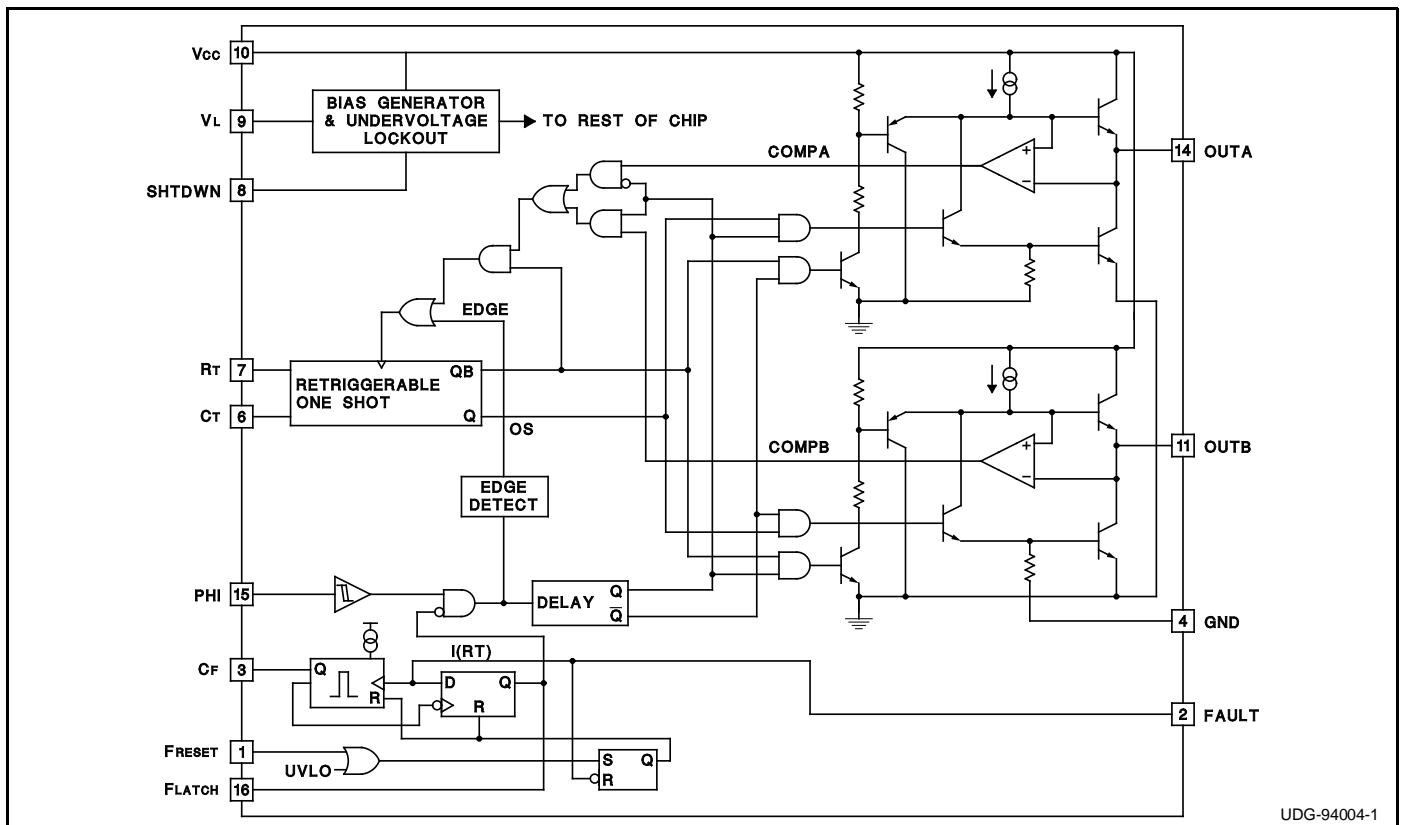 VCC 10
BIAS GENERATOR
& UNDERVOLTAGE
LOCKOUT
VL 9
TO REST OF CHIP
SHTDWN 8
COMPA
+
−
14 OUTA
EDGE
RT 7
RETRIGGERABLE
ONE SHOT
QB
Q
CT 6
OS
COMPB
+
−
11 OUTB
EDGE
DETECT
PHI 15
DELAY
Q
Q̅
4 GND
I(RT)
CF 3
Q
R
D
Q
R
2 FAULT
FRESET 1
UVLO
S
Q
R
FLATCH 16
UDG-94004-1